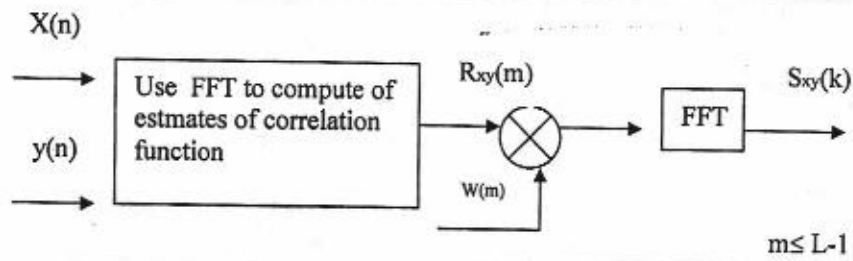 X(n)
Use FFT to compute of
estmates of correlation
function
y(n)
Rxy(m)
W(m)
FFT
Sxy(k)
m≤ L-1